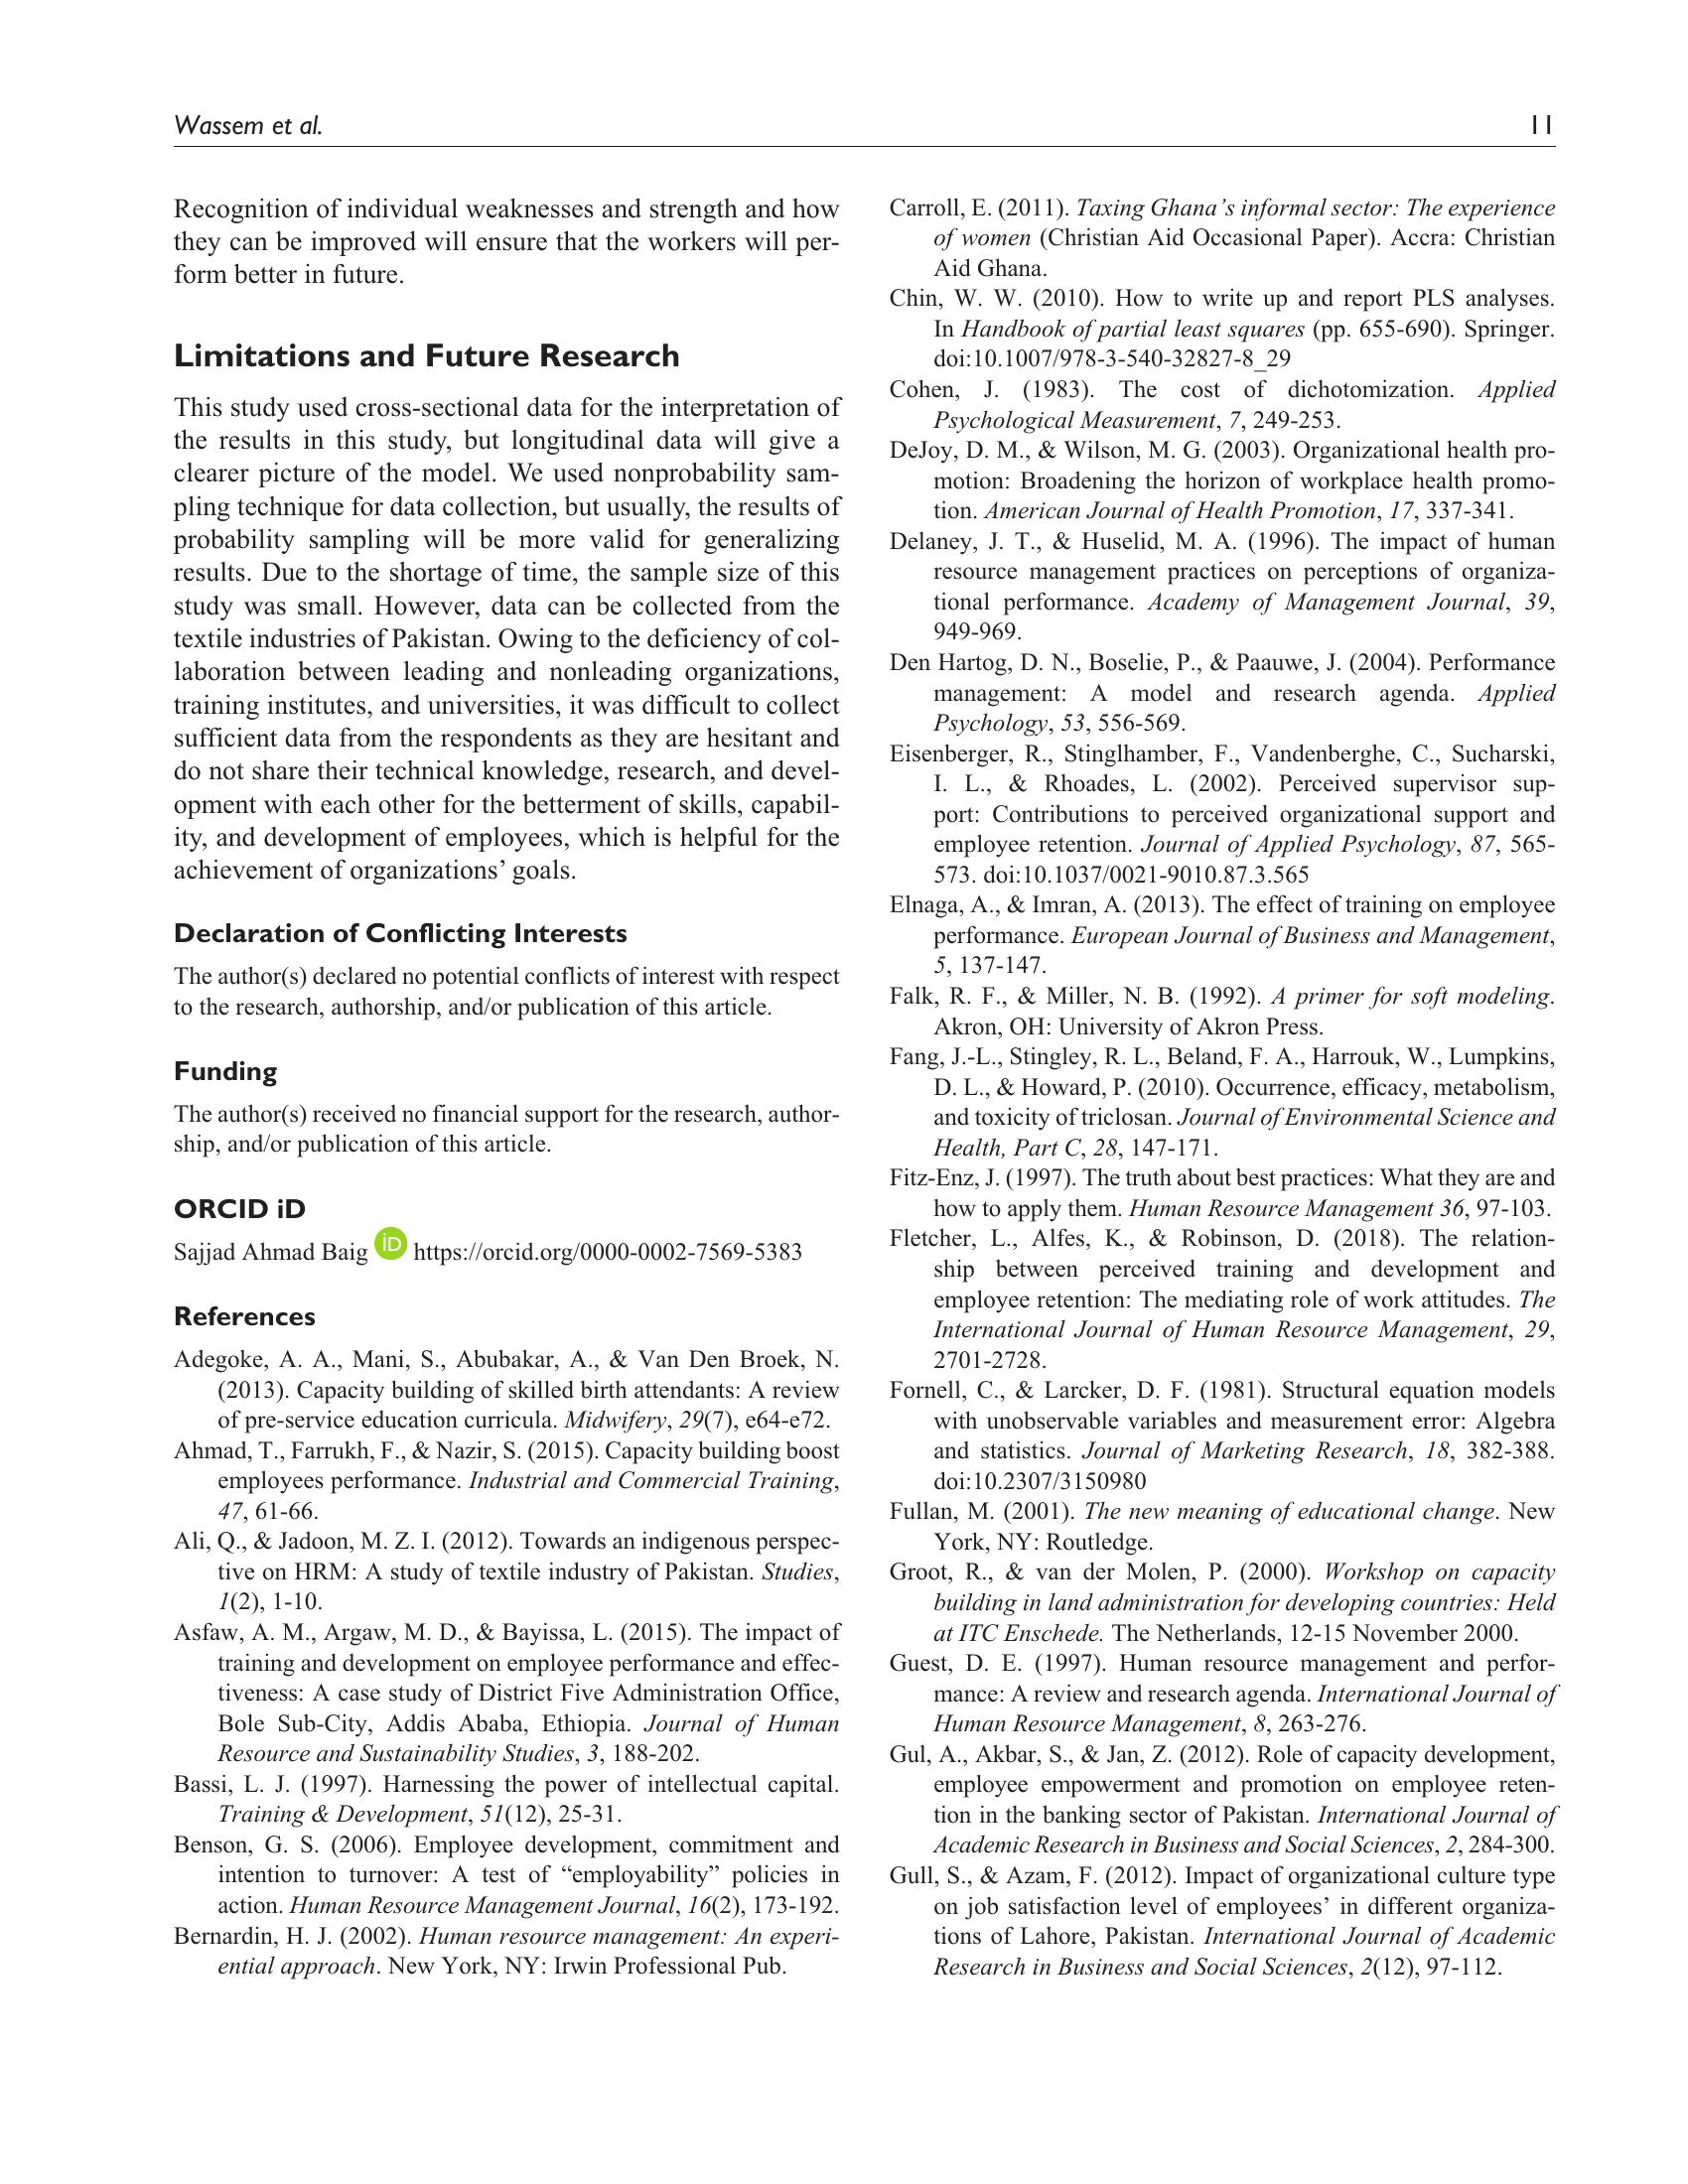 Wassem et al.
11
Recognition of individual weaknesses and strength and how
they can be improved will ensure that the workers will per-
form better in future.
Limitations and Future Research
This study used cross-sectional data for the interpretation of
the results in this study, but longitudinal data will give a
clearer picture of the model. We used nonprobability sam-
pling technique for data collection, but usually, the results of
probability sampling will be more valid for generalizing
results. Due to the shortage of time, the sample size of this
study was small. However, data can be collected from the
textile industries of Pakistan. Owing to the deficiency of col-
laboration between leading and nonleading organizations,
training institutes, and universities, it was difficult to collect
sufficient data from the respondents as they are hesitant and
do not share their technical knowledge, research, and devel-
opment with each other for the betterment of skills, capabil-
ity, and development of employees, which is helpful for the
achievement of organizations’ goals.
Declaration of Conflicting Interests
The author(s) declared no potential conflicts of interest with respect
to the research, authorship, and/or publication of this article.
Funding
The author(s) received no financial support for the research, author-
ship, and/or publication of this article.
ORCID iD
Sajjad Ahmad Baig iD https://orcid.org/0000-0002-7569-5383
References
Adegoke, A. A., Mani, S., Abubakar, A., & Van Den Broek, N.
(2013). Capacity building of skilled birth attendants: A review
of pre-service education curricula. Midwifery, 29(7), e64-e72.
Ahmad, T., Farrukh, F., & Nazir, S. (2015). Capacity building boost
employees performance. Industrial and Commercial Training,
47, 61-66.
Ali, Q., & Jadoon, M. Z. I. (2012). Towards an indigenous perspec-
tive on HRM: A study of textile industry of Pakistan. Studies,
1(2), 1-10.
Asfaw, A. M., Argaw, M. D., & Bayissa, L. (2015). The impact of
training and development on employee performance and effec-
tiveness: A case study of District Five Administration Office,
Bole Sub-City, Addis Ababa, Ethiopia. Journal of Human
Resource and Sustainability Studies, 3, 188-202.
Bassi, L. J. (1997). Harnessing the power of intellectual capital.
Training & Development, 51(12), 25-31.
Benson, G. S. (2006). Employee development, commitment and
intention to turnover: A test of “employability” policies in
action. Human Resource Management Journal, 16(2), 173-192.
Bernardin, H. J. (2002). Human resource management: An experi-
ential approach. New York, NY: Irwin Professional Pub.
Carroll, E. (2011). Taxing Ghana’s informal sector: The experience
of women (Christian Aid Occasional Paper). Accra: Christian
Aid Ghana.
Chin, W. W. (2010). How to write up and report PLS analyses.
In Handbook of partial least squares (pp. 655-690). Springer.
doi:10.1007/978-3-540-32827-8_29
Cohen, J. (1983). The cost of dichotomization. Applied
Psychological Measurement, 7, 249-253.
DeJoy, D. M., & Wilson, M. G. (2003). Organizational health pro-
motion: Broadening the horizon of workplace health promo-
tion. American Journal of Health Promotion, 17, 337-341.
Delaney, J. T., & Huselid, M. A. (1996). The impact of human
resource management practices on perceptions of organiza-
tional performance. Academy of Management Journal, 39,
949-969.
Den Hartog, D. N., Boselie, P., & Paauwe, J. (2004). Performance
management: A model and research agenda. Applied
Psychology, 53, 556-569.
Eisenberger, R., Stinglhamber, F., Vandenberghe, C., Sucharski,
I. L., & Rhoades, L. (2002). Perceived supervisor sup-
port: Contributions to perceived organizational support and
employee retention. Journal of Applied Psychology, 87, 565-
573. doi:10.1037/0021-9010.87.3.565
Elnaga, A., & Imran, A. (2013). The effect of training on employee
performance. European Journal of Business and Management,
5, 137-147.
Falk, R. F., & Miller, N. B. (1992). A primer for soft modeling.
Akron, OH: University of Akron Press.
Fang, J.-L., Stingley, R. L., Beland, F. A., Harrouk, W., Lumpkins,
D. L., & Howard, P. (2010). Occurrence, efficacy, metabolism,
and toxicity of triclosan. Journal of Environmental Science and
Health, Part C, 28, 147-171.
Fitz-Enz, J. (1997). The truth about best practices: What they are and
how to apply them. Human Resource Management 36, 97-103.
Fletcher, L., Alfes, K., & Robinson, D. (2018). The relation-
ship between perceived training and development and
employee retention: The mediating role of work attitudes. The
International Journal of Human Resource Management, 29,
2701-2728.
Fornell, C., & Larcker, D. F. (1981). Structural equation models
with unobservable variables and measurement error: Algebra
and statistics. Journal of Marketing Research, 18, 382-388.
doi:10.2307/3150980
Fullan, M. (2001). The new meaning of educational change. New
York, NY: Routledge.
Groot, R., & van der Molen, P. (2000). Workshop on capacity
building in land administration for developing countries: Held
at ITC Enschede. The Netherlands, 12-15 November 2000.
Guest, D. E. (1997). Human resource management and perfor-
mance: A review and research agenda. International Journal of
Human Resource Management, 8, 263-276.
Gul, A., Akbar, S., & Jan, Z. (2012). Role of capacity development,
employee empowerment and promotion on employee reten-
tion in the banking sector of Pakistan. International Journal of
Academic Research in Business and Social Sciences, 2, 284-300.
Gull, S., & Azam, F. (2012). Impact of organizational culture type
on job satisfaction level of employees’ in different organiza-
tions of Lahore, Pakistan. International Journal of Academic
Research in Business and Social Sciences, 2(12), 97-112.